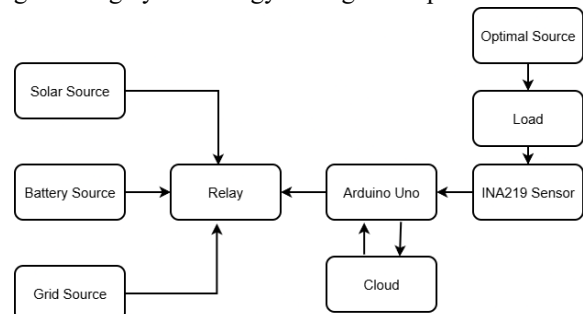 Optimal Source
Solar Source
Load
Battery Source
Relay
Arduino Uno
INA219 Sensor
Grid Source
Cloud